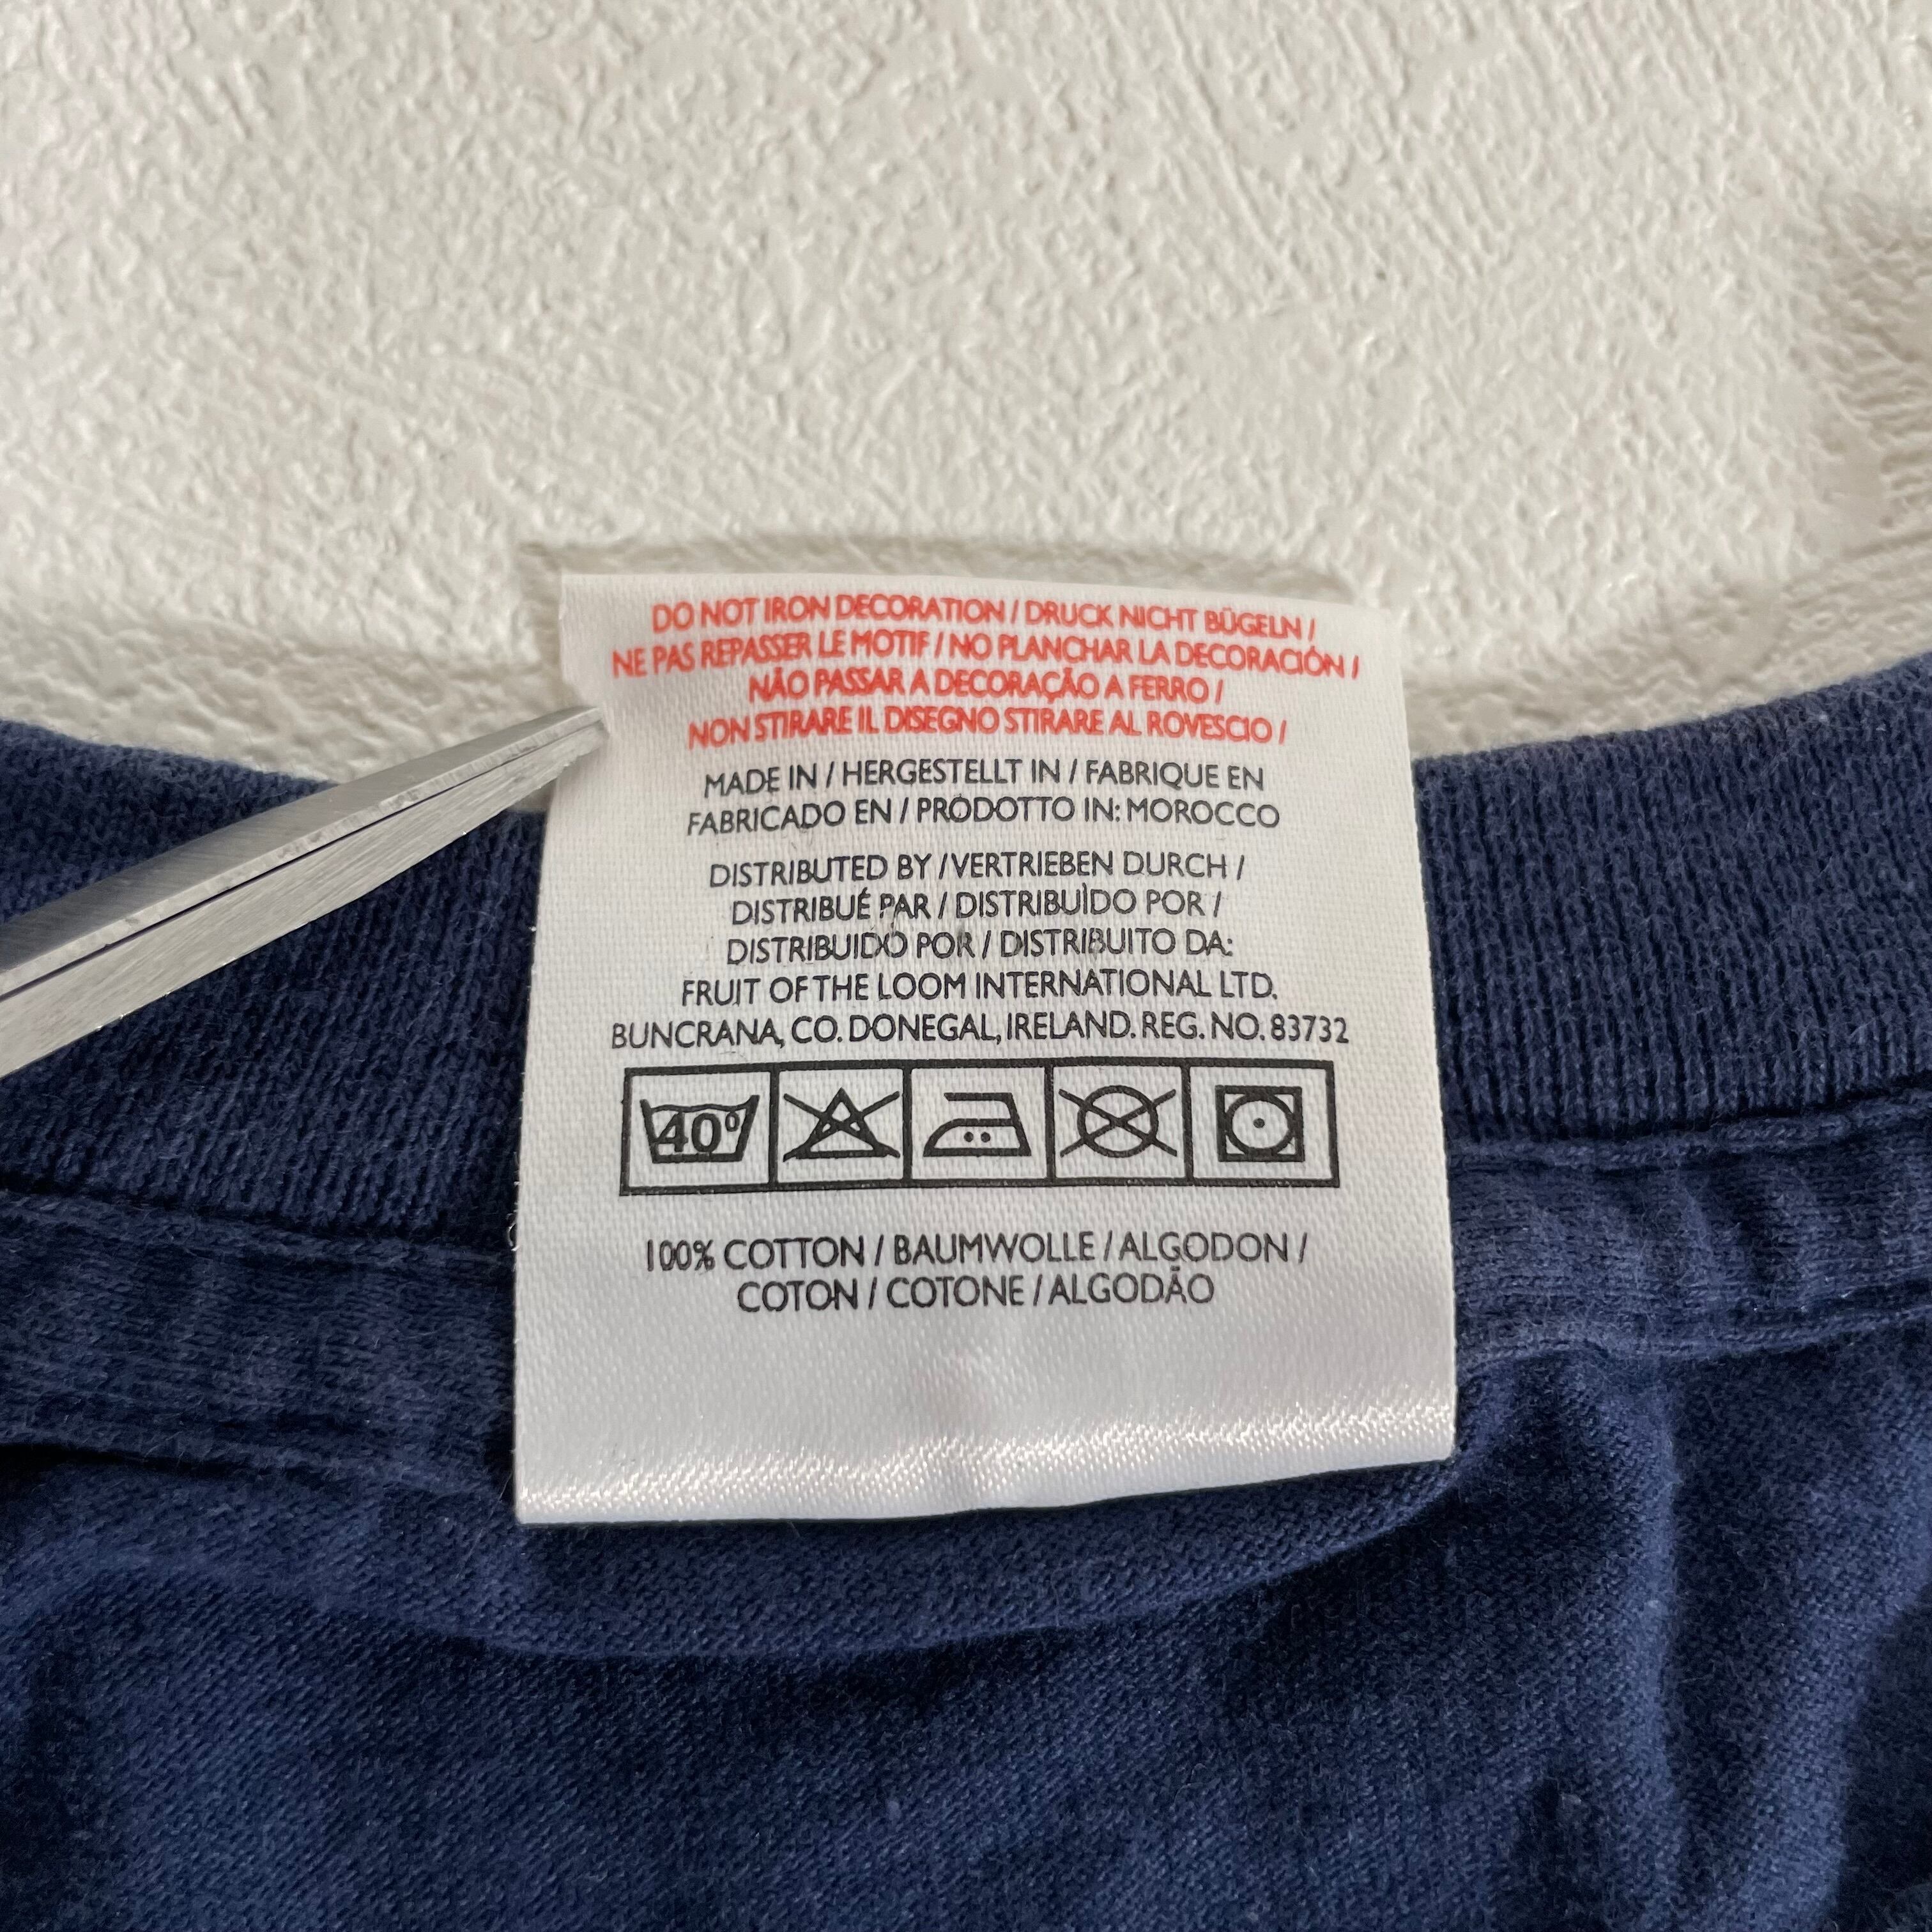 DO NOT IRON DECORATION / DRUCK NICHT BÜGELN /
NE PAS REPASSER LE MOTIF / NO PLANCHAR LA DECORACIÓN /
NÃO PASSAR A DECORAÇÃO A FERRO /
NON STIRARE IL DISEGNO STIRARE AL ROVESCIO /
MADE IN / HERGESTELLT IN / FABRIQUE EN
FABRICADO EN / PRODOTTO IN: MOROCCO
DISTRIBUTED BY / VERTRIEBEN DURCH /
DISTRIBUÉ PAR / DISTRIBUÌDO POR /
DISTRIBUIDO POR / DISTRIBUITO DA:
FRUIT OF THE LOOM INTERNATIONAL LTD.
BUNCRANA, CO. DONEGAL, IRELAND. REG. NO. 83732
40°
100% COTTON / BAUMWOLLE / ALGODON /
COTON / COTONE / ALGODÃO